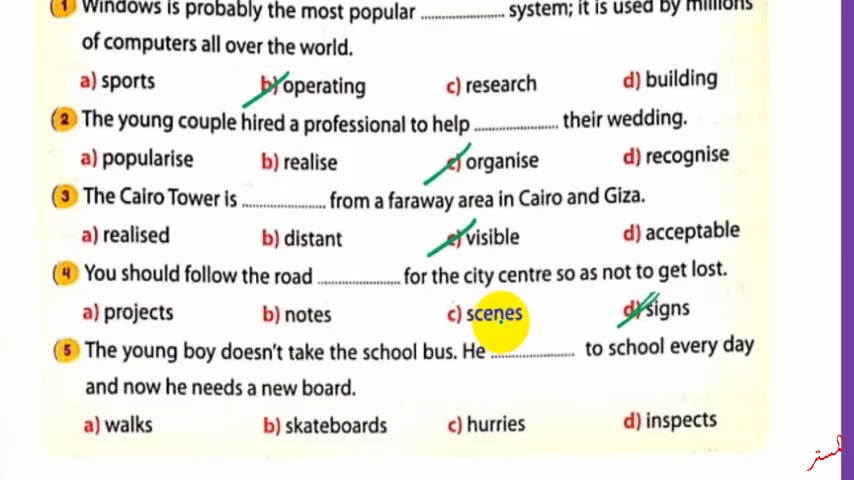 1 Windows is probably the most popular .................... system; it is used by millions
of computers all over the world.
a) sports b) operating c) research d) building
2 The young couple hired a professional to help .................... their wedding.
a) popularise b) realise c) organise d) recognise
3 The Cairo Tower is .................... from a faraway area in Cairo and Giza.
a) realised b) distant c) visible d) acceptable
4 You should follow the road .................... for the city centre so as not to get lost.
a) projects b) notes c) scenes d) signs
5 The young boy doesn't take the school bus. He .................... to school every day
and now he needs a new board.
a) walks b) skateboards c) hurries d) inspects
المستر